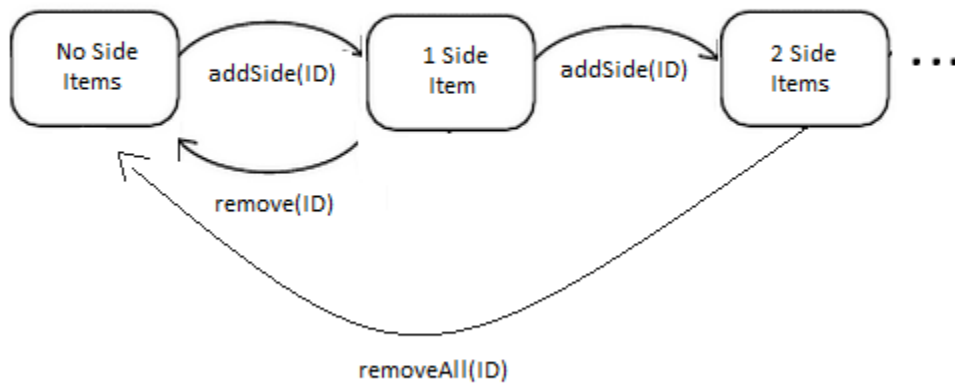 No Side
Items
addSide(ID)
1 Side
Item
addSide(ID)
2 Side
Items
...
remove(ID)
removeAll(ID)